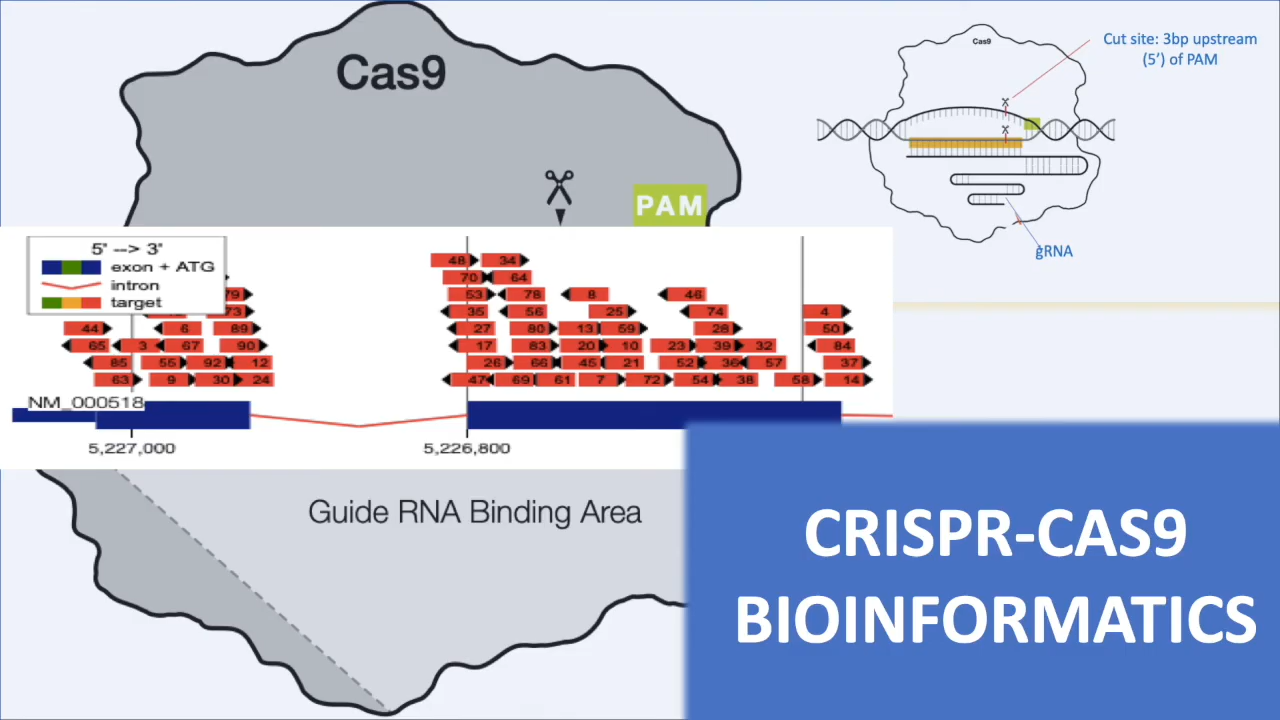 Cas9
PAM
Cas9
Cut site: 3bp upstream
(5’) of PAM
gRNA
5' --> 3'
exon + ATG
intron
target
48 34
70 64
79 53 78 8 46
73 35 56 25 74 4
44 6 89 27 80 13 59 28 50
65 3 67 90 17 83 20 10 23 39 32 84
85 55 92 12 26 66 45 21 52 36 57 37
63 9 30 24 47 69 61 7 72 54 38 58 14
NM_000518
5,227,000 5,226,800
Guide RNA Binding Area
CRISPR-CAS9
BIOINFORMATICS